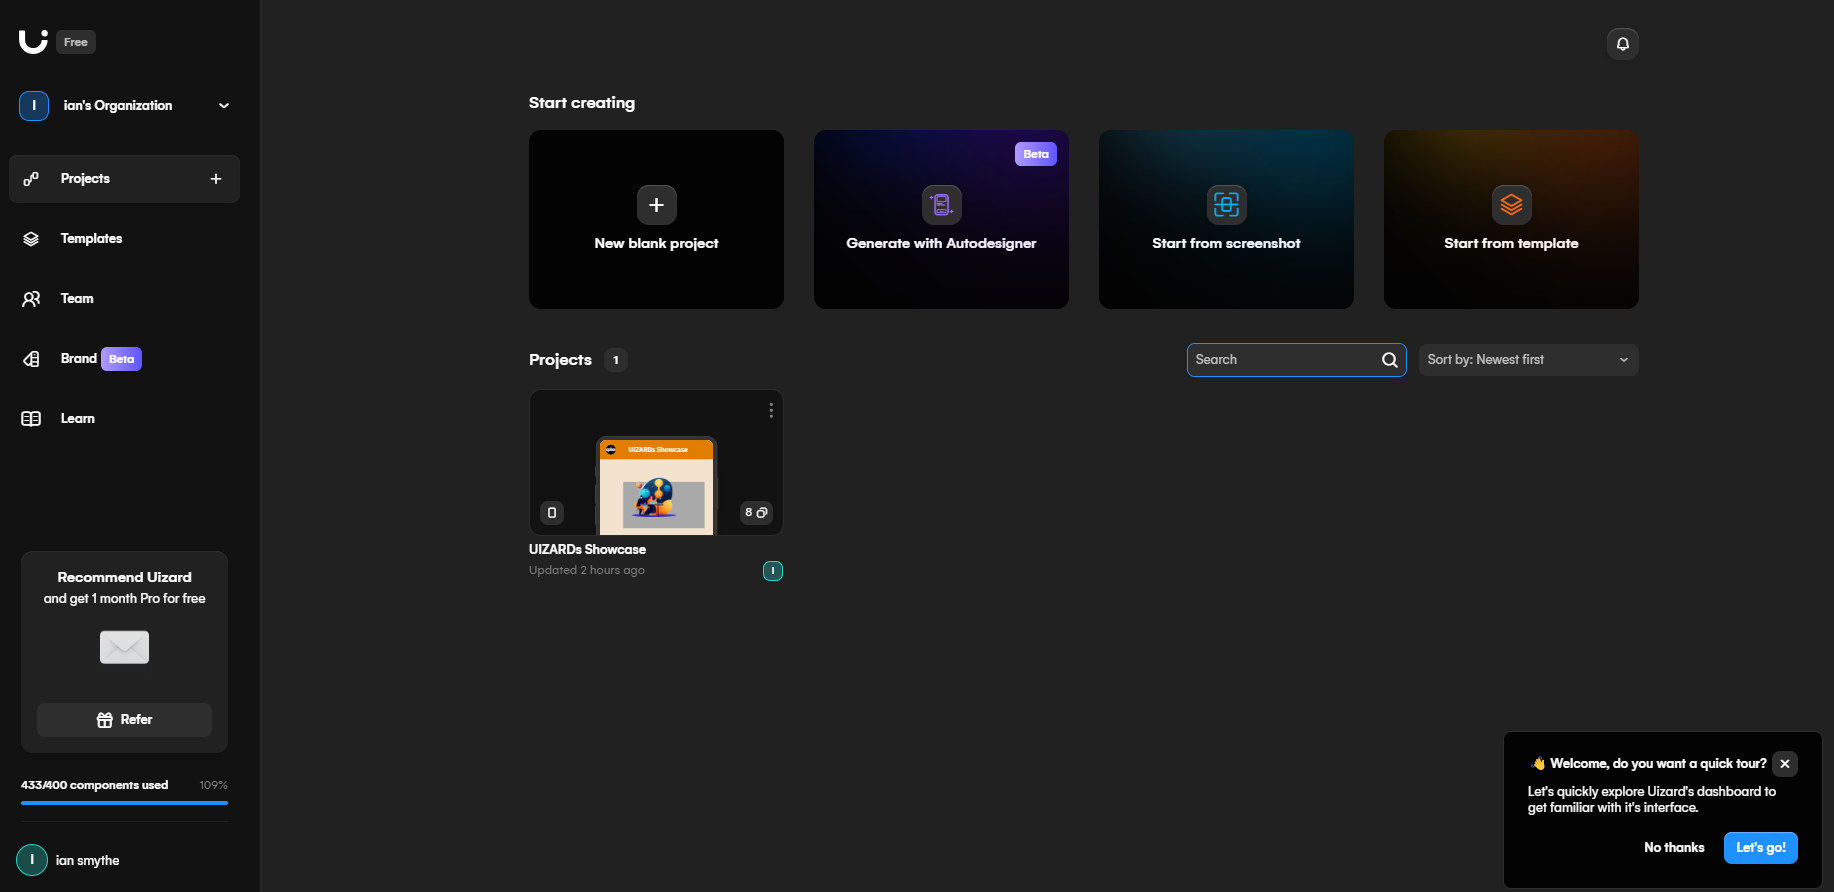 Free
I
ian's Organization
Projects
Templates
Team
Brand Beta
Learn
Recommend Uizard
and get 1 month Pro for free
Refer
433/400 components used 109%
I
ian smythe
Start creating
New blank project
Beta
Generate with Autodesigner
Start from screenshot
Start from template
Projects 1
Search
Sort by: Newest first
UIZARDs Showcase
8
UIZARDs Showcase
Updated 2 hours ago
I
👋 Welcome, do you want a quick tour?
Let's quickly explore Uizard's dashboard to
get familiar with it's interface.
No thanks
Let's go!